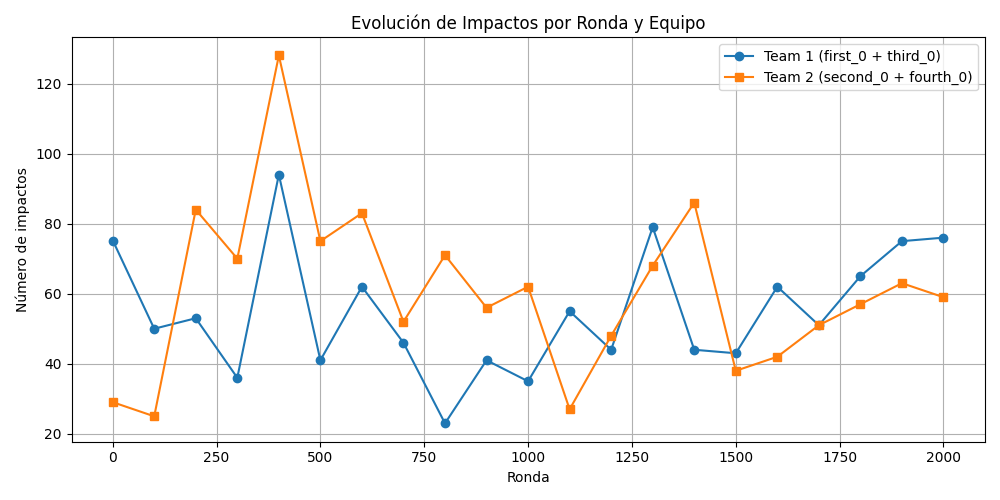 Evolución de Impactos por Ronda y Equipo
Team 1 (first_0 + third_0)
Team 2 (second_0 + fourth_0)
Número de impactos
120
100
80
60
40
20
0 250 500 750 1000 1250 1500 1750 2000
Ronda